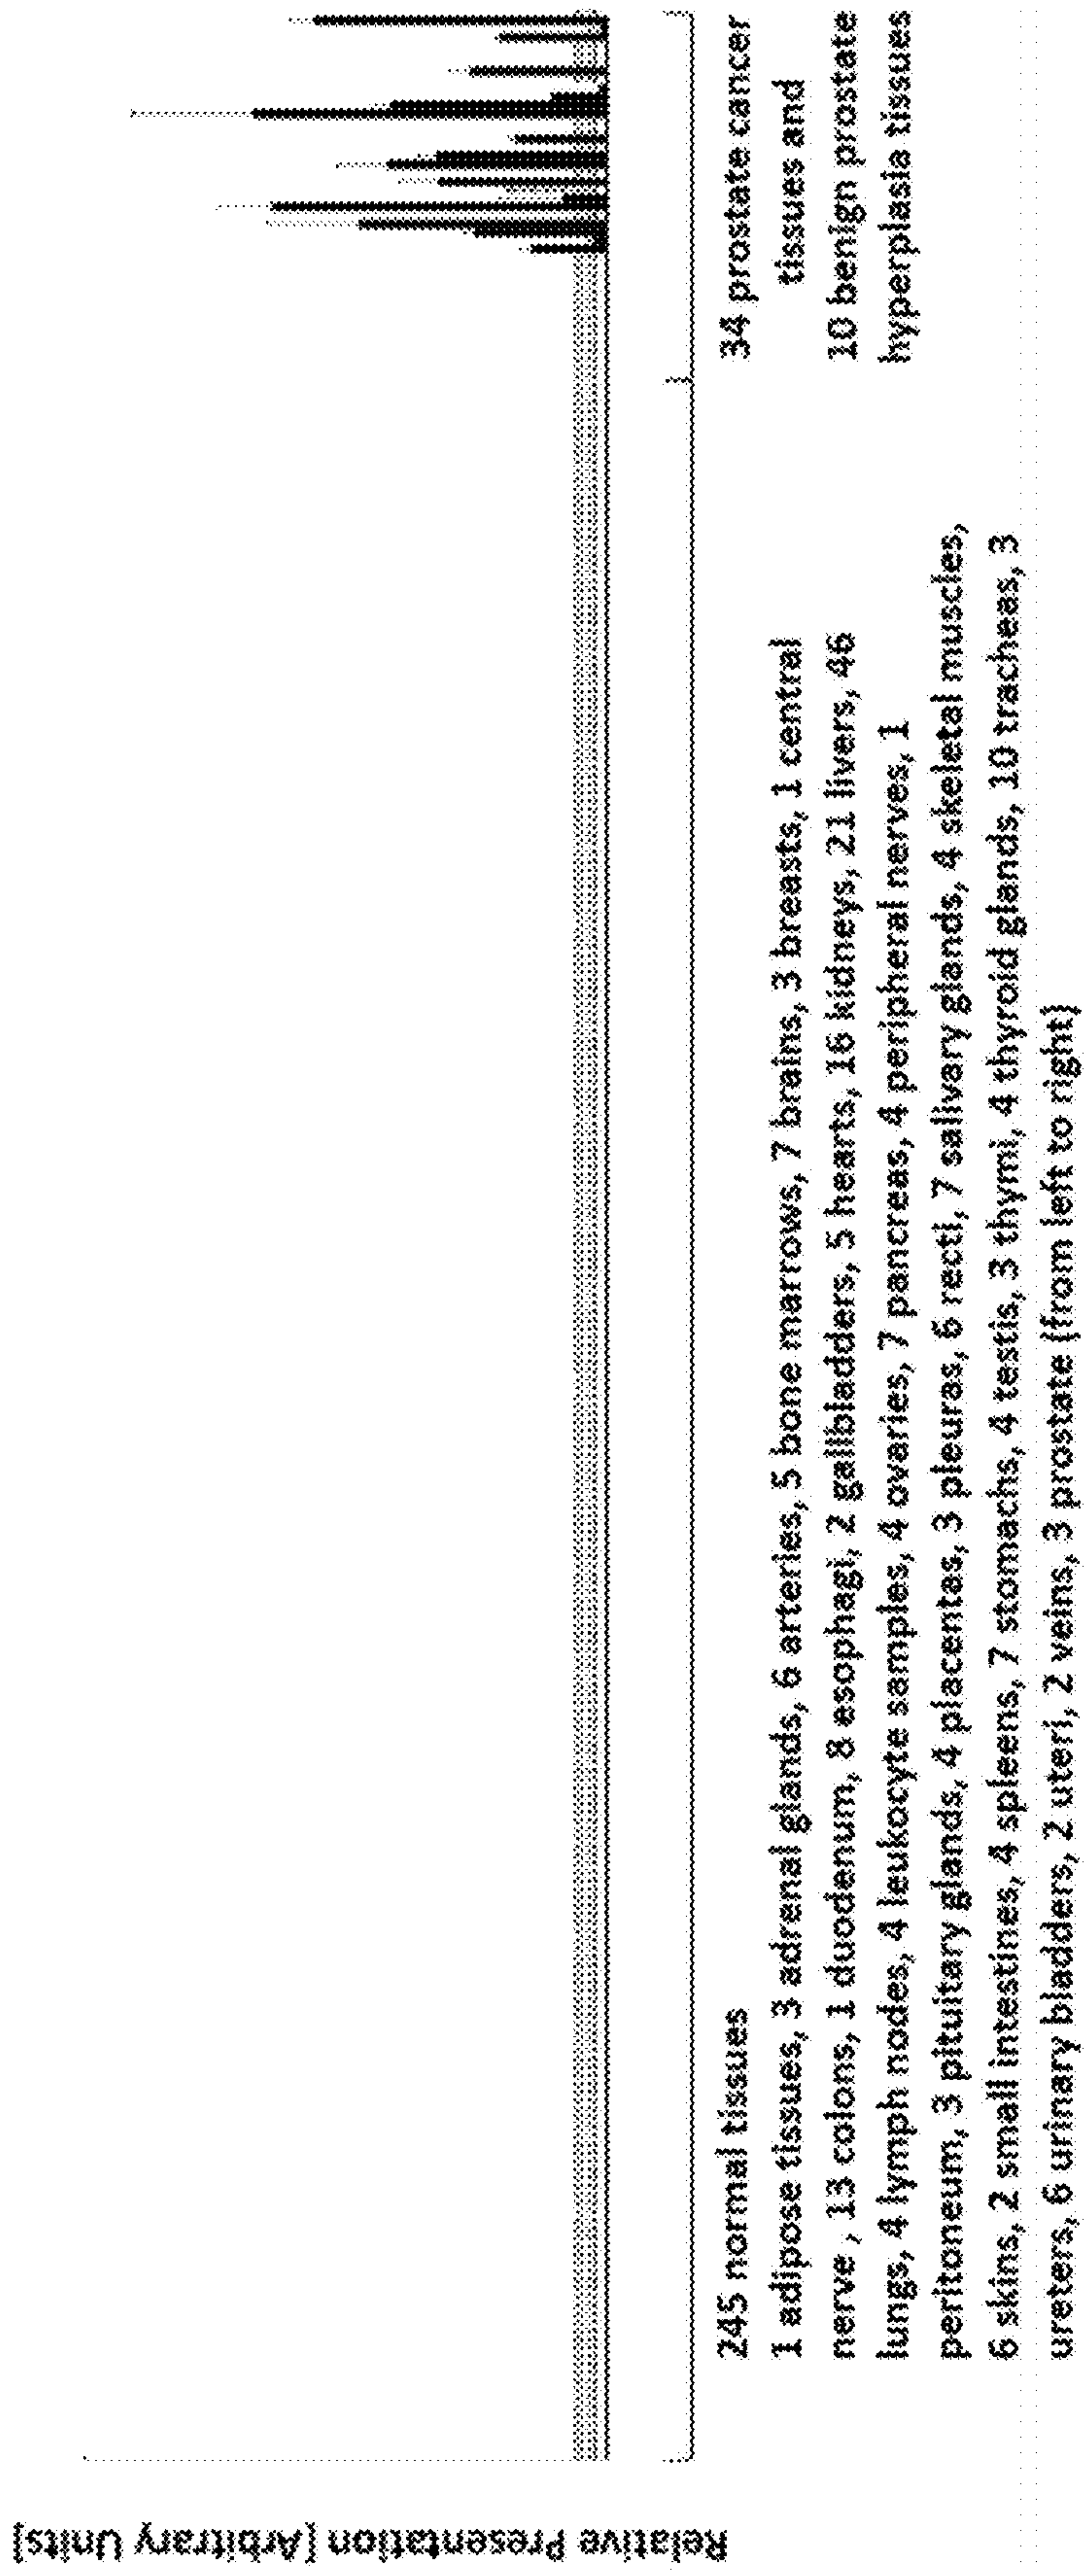 Relative Presentation [Arbitrary Units]
245 normal tissues
1 adipose tissues, 3 adrenal glands, 6 arteries, 5 bone marrows, 7 brains, 3 breasts, 1 central
nerve , 13 colons, 1 duodenum, 8 esophagi, 2 gallbladders, 5 hearts, 16 kidneys, 21 livers, 46
lungs, 4 lymph nodes, 4 leukocyte samples, 4 ovaries, 7 pancreas, 4 peripheral nerves, 1
peritoneum, 3 pituitary glands, 4 placentas, 3 pleuras, 6 recti, 7 salivary glands, 4 skeletal muscles,
6 skins, 2 small intestines, 4 spleens, 7 stomachs, 4 testis, 3 thymi, 4 thyroid glands, 10 tracheas, 3
ureters, 6 urinary bladders, 2 uteri, 2 veins, 3 prostate (from left to right)
34 prostate cancer
tissues and
10 benign prostate
hyperplasia tissues